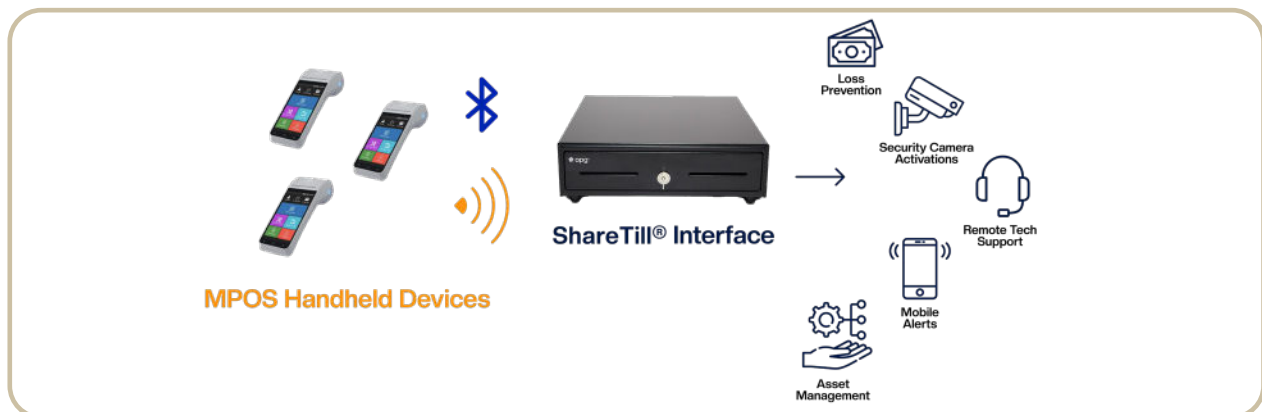 MPOS Handheld Devices
apg
ShareTill® Interface
Loss
Prevention
Security Camera
Activations
Remote Tech
Support
Mobile
Alerts
Asset
Management